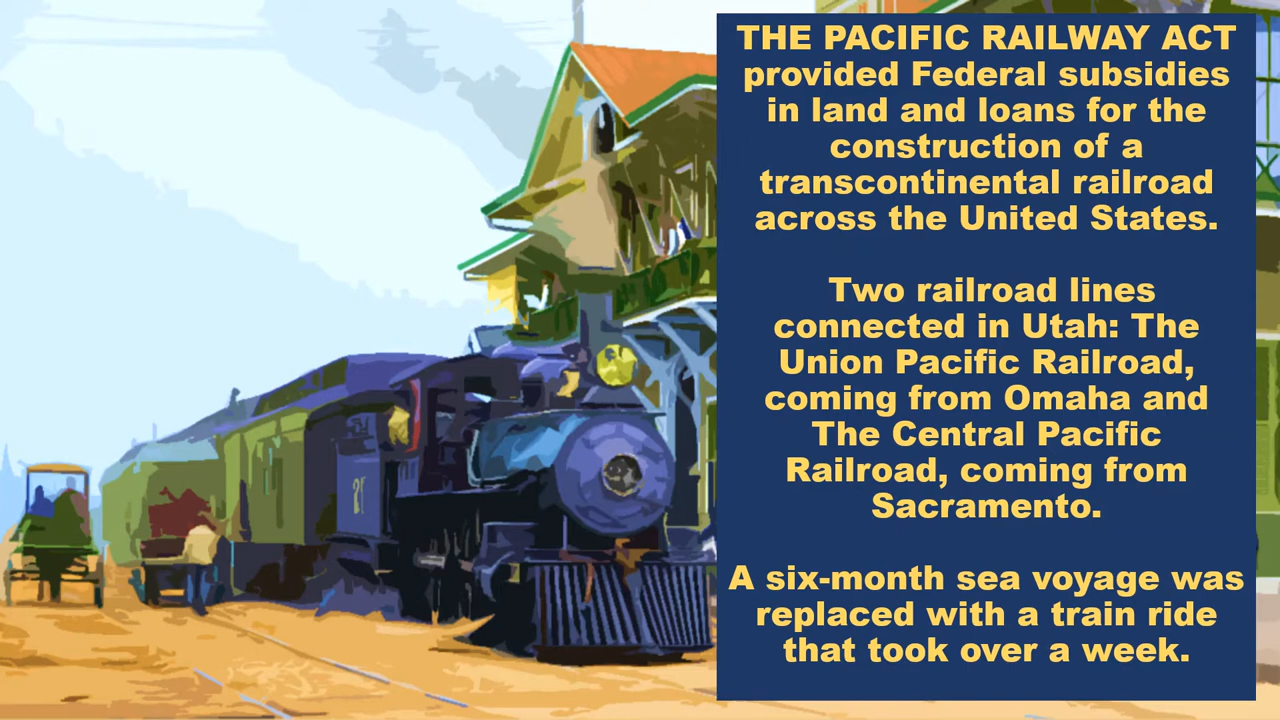 THE PACIFIC RAILWAY ACT
provided Federal subsidies
in land and loans for the
construction of a
transcontinental railroad
across the United States.
Two railroad lines
connected in Utah: The
Union Pacific Railroad,
coming from Omaha and
The Central Pacific
Railroad, coming from
Sacramento.
A six-month sea voyage was
replaced with a train ride
that took over a week.